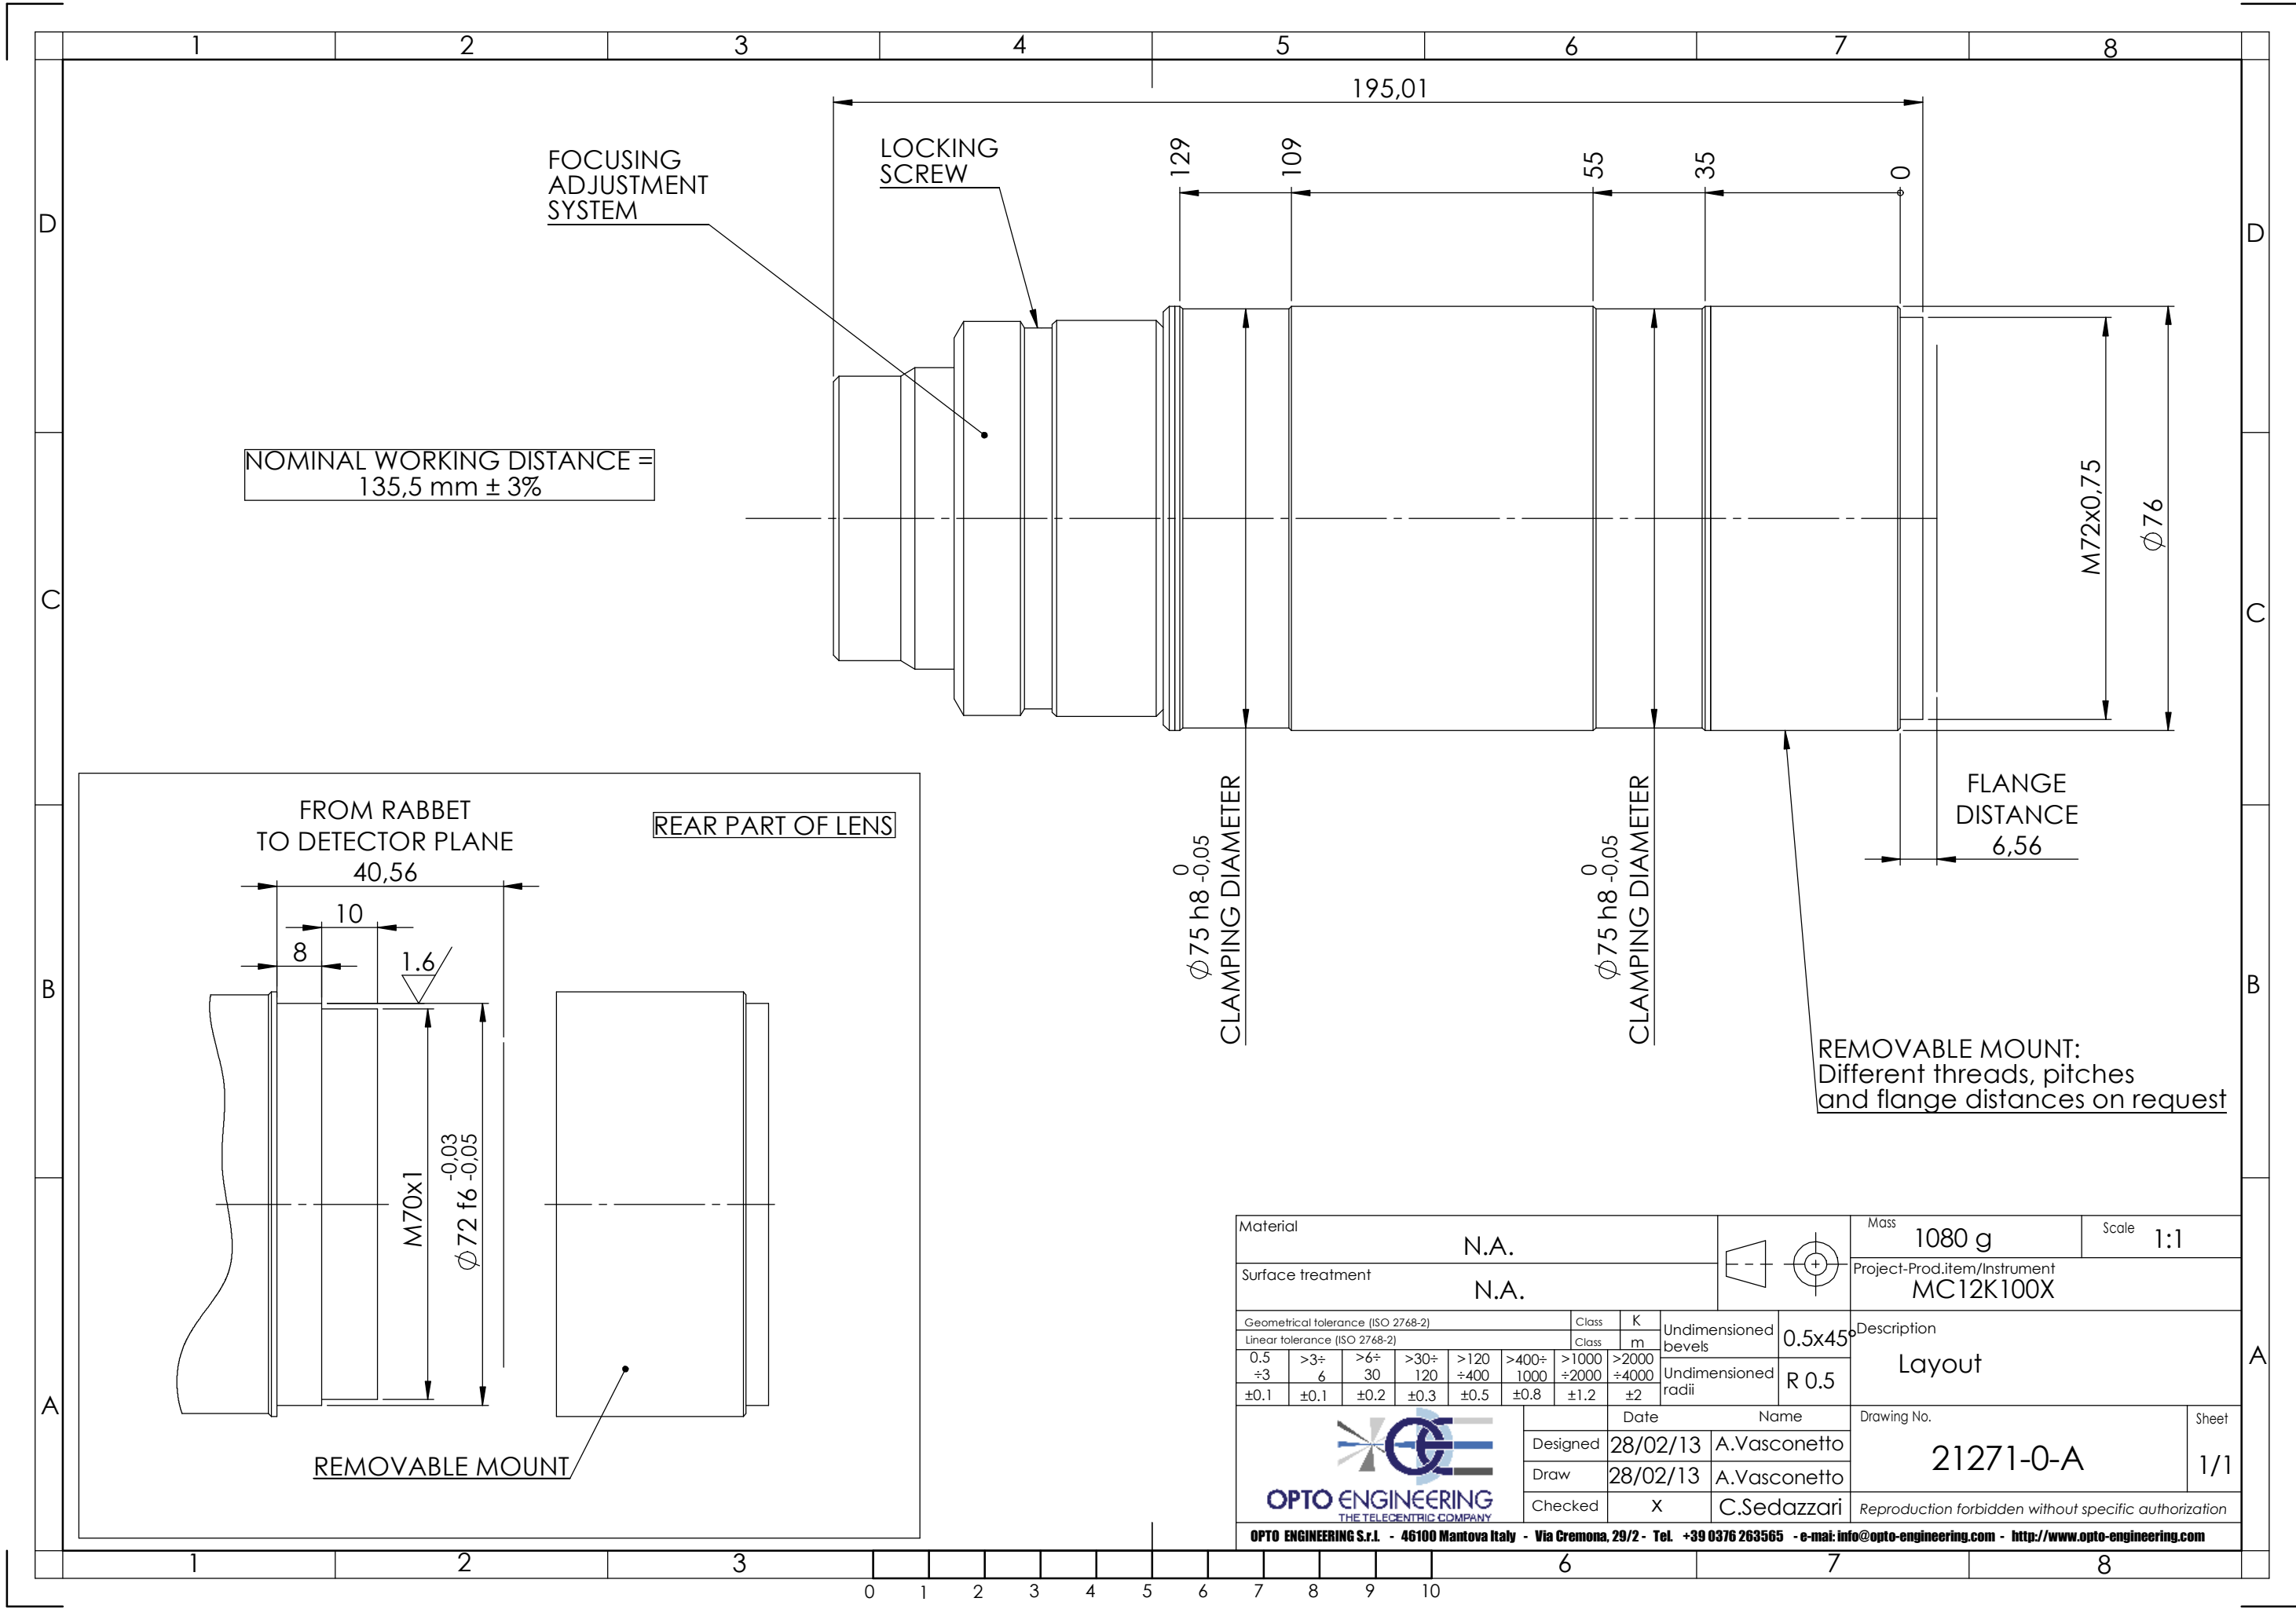 1 2 3 4 5 6 7 8
195,01
129 109 55 35 0
FOCUSING
ADJUSTMENT
SYSTEM
LOCKING
SCREW
D D
NOMINAL WORKING DISTANCE =
135,5 mm ± 3%
M72x0,75
⌀76
C C
FLANGE
DISTANCE
6,56
⌀75 h8 0 -0,05
CLAMPING DIAMETER
⌀75 h8 0 -0,05
CLAMPING DIAMETER
REMOVABLE MOUNT:
Different threads, pitches
and flange distances on request
FROM RABBET
TO DETECTOR PLANE
40,56
REAR PART OF LENS
10
8
1.6
B B
M70x1
⌀72 f6 -0,03 -0,05
REMOVABLE MOUNT
A A
Material
N.A.
Surface treatment
N.A.
Mass
1080 g
Scale 1:1
Project-Prod.item/Instrument
MC12K100X
Geometrical tolerance (ISO 2768-2) Class K
Linear tolerance (ISO 2768-2) Class m
0.5 >3÷ >6÷ >30÷ >120 >400÷ >1000 >2000
÷3 6 30 120 ÷400 1000 ÷2000 ÷4000
±0.1 ±0.1 ±0.2 ±0.3 ±0.5 ±0.8 ±1.2 ±2
Undimensioned
bevels
0.5x45°
Undimensioned
radii
R 0.5
Description
Layout
Date Name
Designed 28/02/13 A.Vasconetto
Draw 28/02/13 A.Vasconetto
Checked X C.Sedazzari
Drawing No.
21271-0-A
Sheet
1/1
Reproduction forbidden without specific authorization
OPTO ENGINEERING
THE TELECENTRIC COMPANY
OPTO ENGINEERING S.r.l. - 46100 Mantova Italy - Via Cremona, 29/2 - Tel. +39 0376 263565 - e-mai: info@opto-engineering.com - http://www.opto-engineering.com
1 2 3 6 7 8
0 1 2 3 4 5 6 7 8 9 10